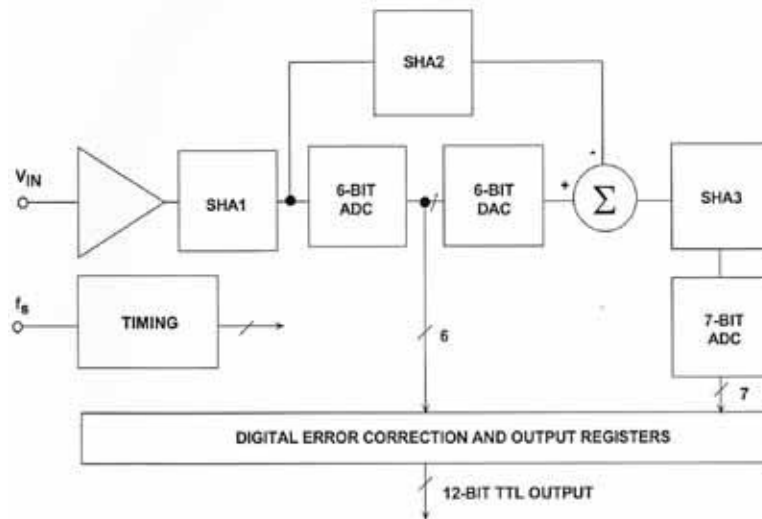 SHA2
V_IN
SHA1
6-BIT
ADC
6-BIT
DAC
-
+
Σ
SHA3
f_s
TIMING
6
7-BIT
ADC
7
DIGITAL ERROR CORRECTION AND OUTPUT REGISTERS
12-BIT TTL OUTPUT